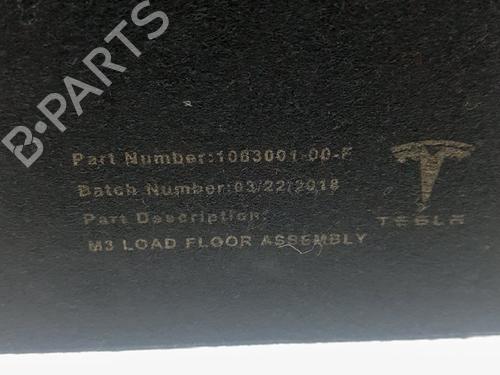 B-PARTS
Part Number:1083001-00-F
Batch Number:03/22/2018
Part Description:
M3 LOAD FLOOR ASSEMBLY
TESLA